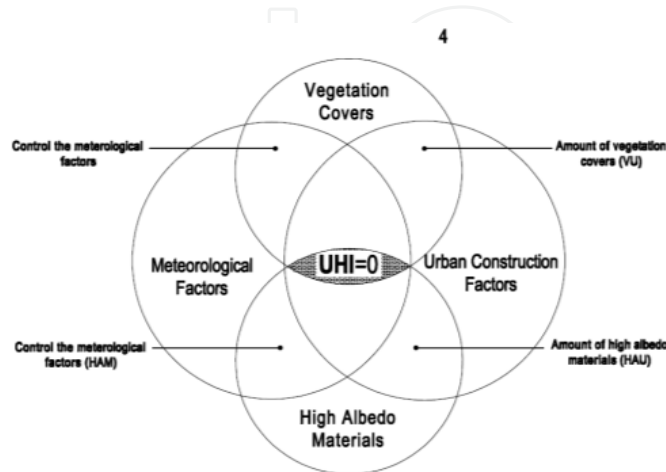 4
Vegetation
Covers
Control the meterological
factors
Amount of vegetation
covers (VU)
Meteorological
Factors
UHI=0
Urban Construction
Factors
Control the meterological
factors (HAM)
Amount of high albedo
materials (HAU)
High Albedo
Materials